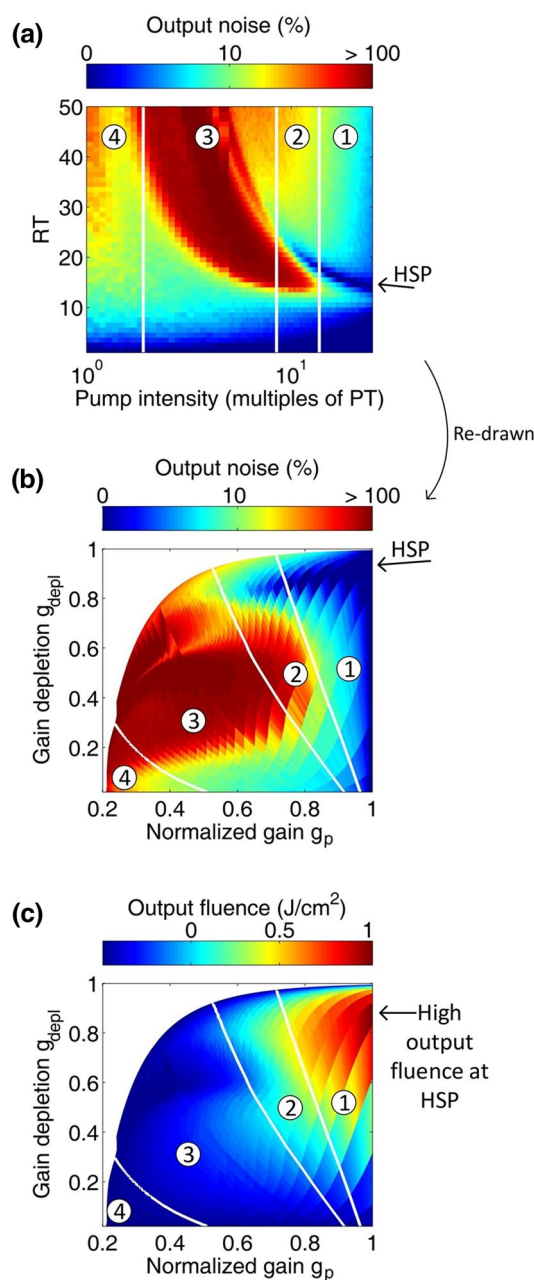 (a)
Output noise (%)
0 10 > 100
50
40
30
20
10
RT
4 3 2 1
HSP
10^0 10^1
Pump intensity (multiples of PT)
Re-drawn
(b)
Output noise (%)
0 10 > 100
1
0.8
0.6
0.4
0.2
Gain depletion g_depl
HSP
1
2
3
4
0.2 0.4 0.6 0.8 1
Normalized gain g_p
(c)
Output fluence (J/cm^2)
0 0.5 1
1
0.8
0.6
0.4
0.2
Gain depletion g_depl
High
output
fluence at
HSP
1
2
3
4
0.2 0.4 0.6 0.8 1
Normalized gain g_p